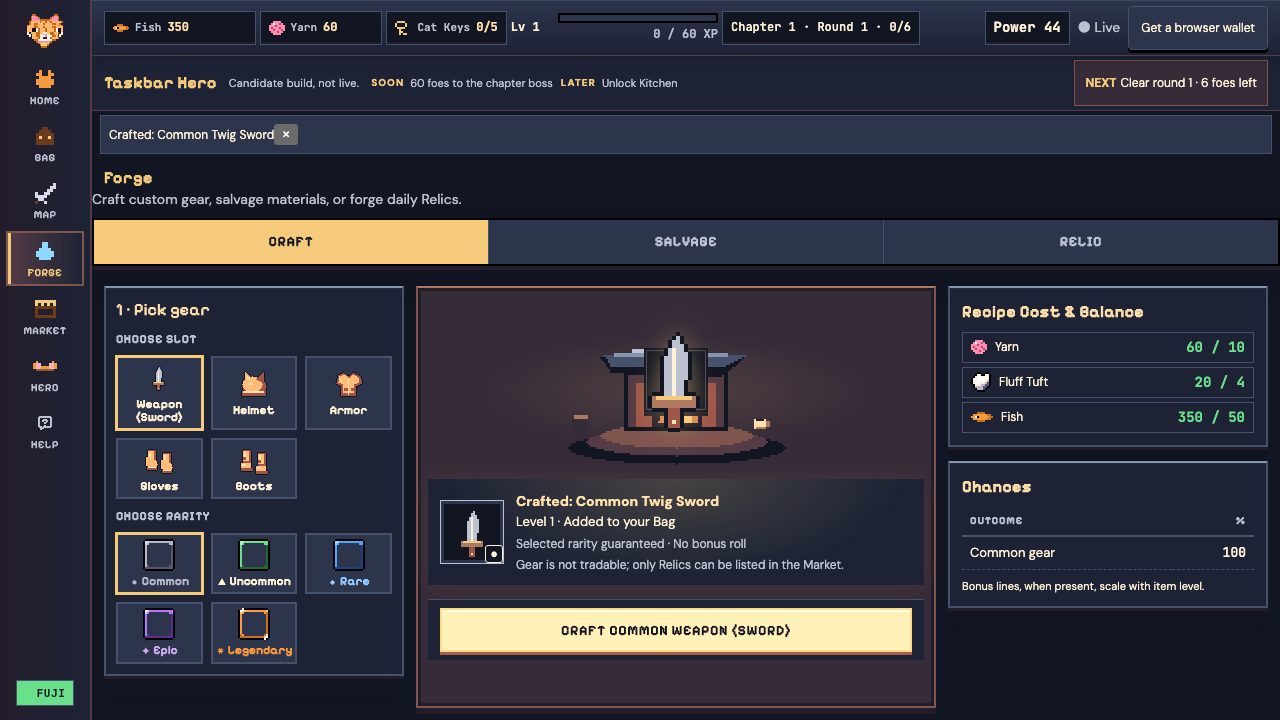 Fish 350
Yarn 60
Cat Keys 0/5
Lv 1
0 / 60 XP
Chapter 1 · Round 1 · 0/6
Power 44
Live
Get a browser wallet
Taskbar Hero
Candidate build, not live.
SOON 60 foes to the chapter boss
LATER Unlock Kitchen
NEXT Clear round 1 · 6 foes left
HOME
BAG
MAP
FORGE
MARKET
HERO
HELP
FUJI
Crafted: Common Twig Sword ×
Forge
Craft custom gear, salvage materials, or forge daily Relics.
CRAFT
SALVAGE
RELIC
1 · Pick gear
CHOOSE SLOT
Weapon
(Sword)
Helmet
Armor
Gloves
Boots
CHOOSE RARITY
Common
▲ Uncommon
Rare
Epic
Legendary
Crafted: Common Twig Sword
Level 1 · Added to your Bag
Selected rarity guaranteed · No bonus roll
Gear is not tradable; only Relics can be listed in the Market.
CRAFT COMMON WEAPON (SWORD)
Recipe Cost & Balance
Yarn 60 / 10
Fluff Tuft 20 / 4
Fish 350 / 50
Chances
OUTCOME %
Common gear 100
Bonus lines, when present, scale with item level.